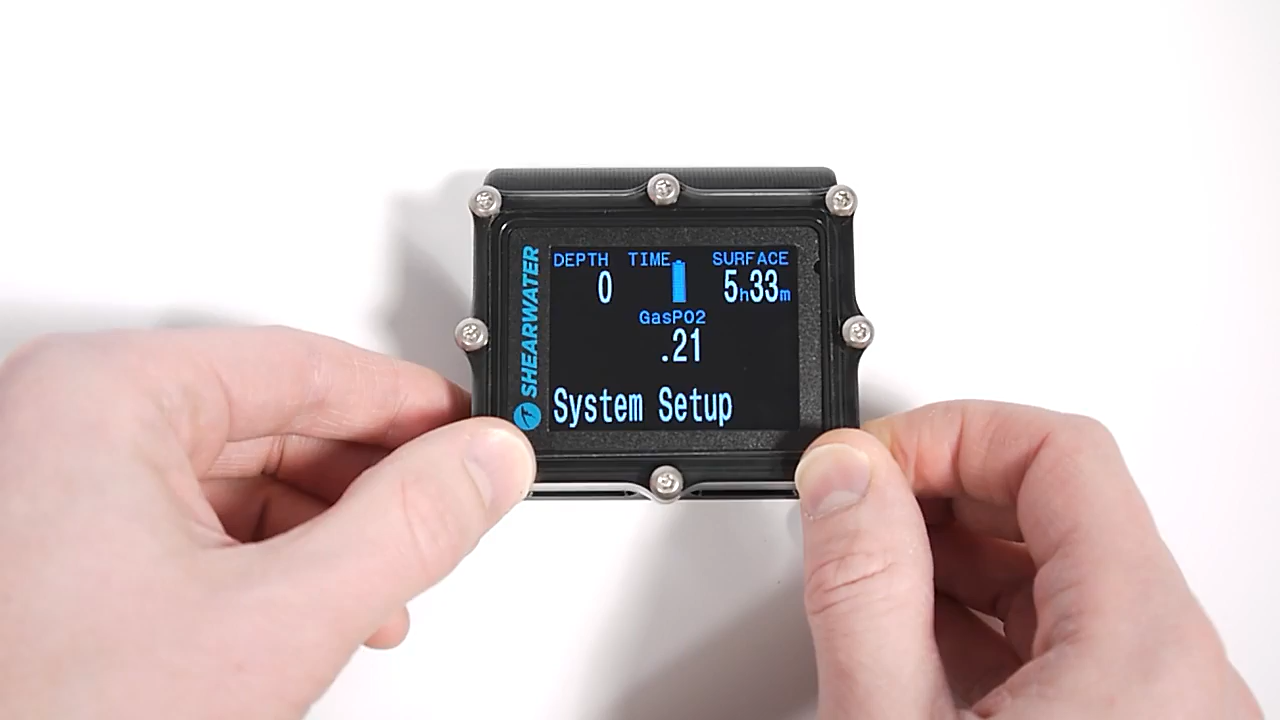 SHEARWATER
DEPTH TIME SURFACE
0 5h33m
GasPO2
.21
System Setup